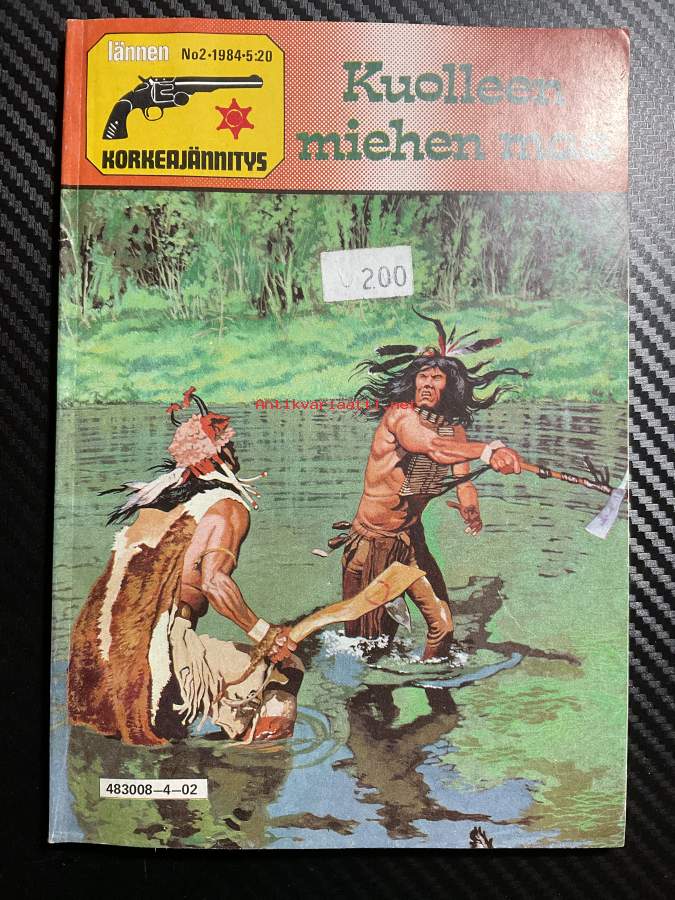 lännen No2•1984•5:20
KORKEAJÄNNITYS
Kuolleen
miehen maa
200
Antikvariaatti.net
483008–4–02